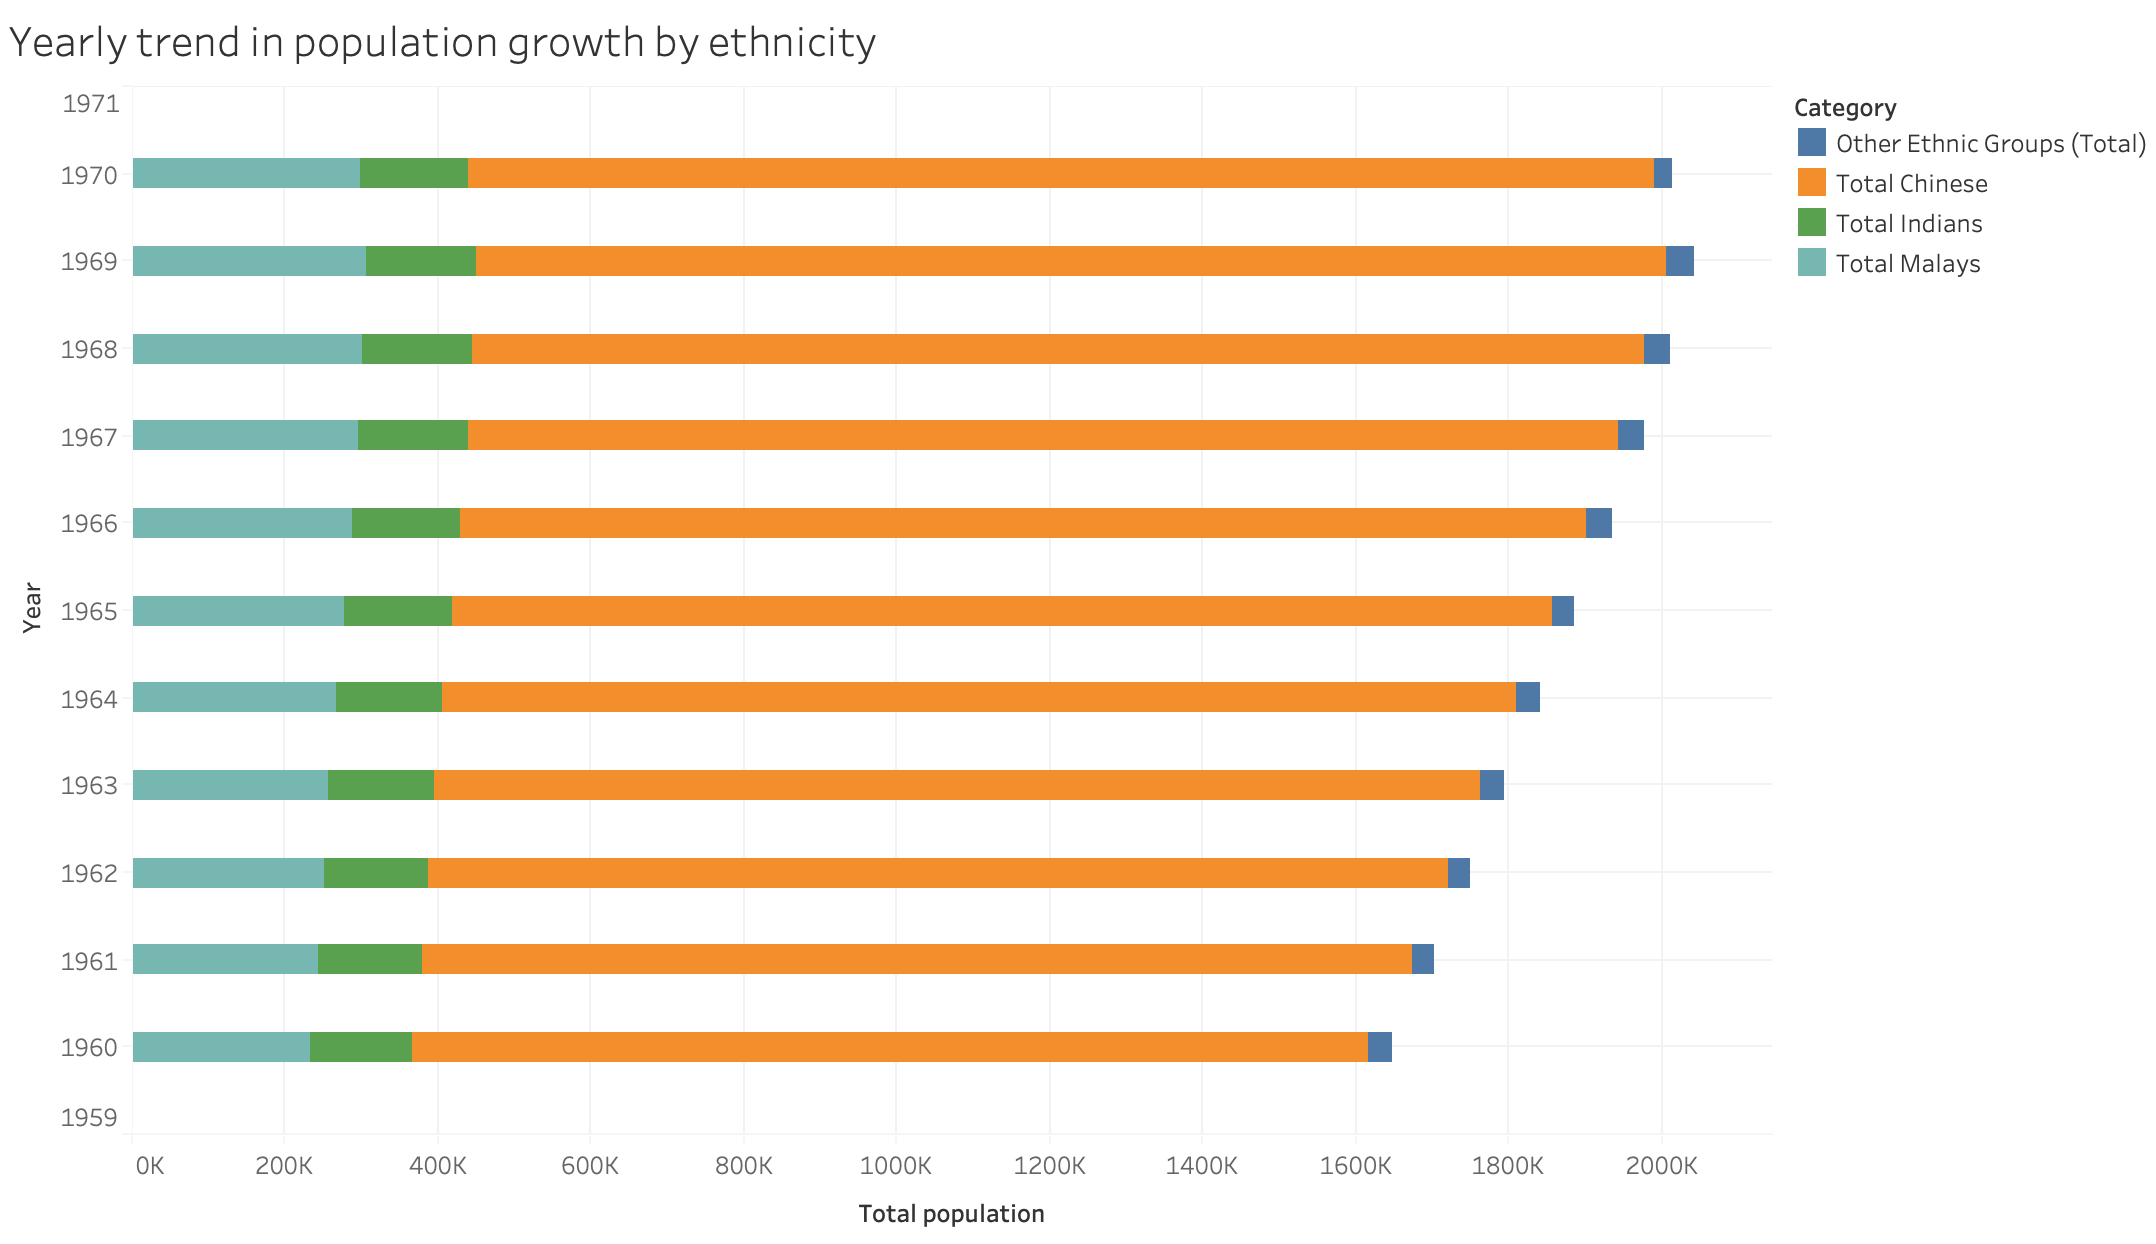 Yearly trend in population growth by ethnicity
1971
1970
1969
1968
1967
1966
1965
1964
1963
1962
1961
1960
1959
Year
0K 200K 400K 600K 800K 1000K 1200K 1400K 1600K 1800K 2000K
Total population
Category
Other Ethnic Groups (Total)
Total Chinese
Total Indians
Total Malays